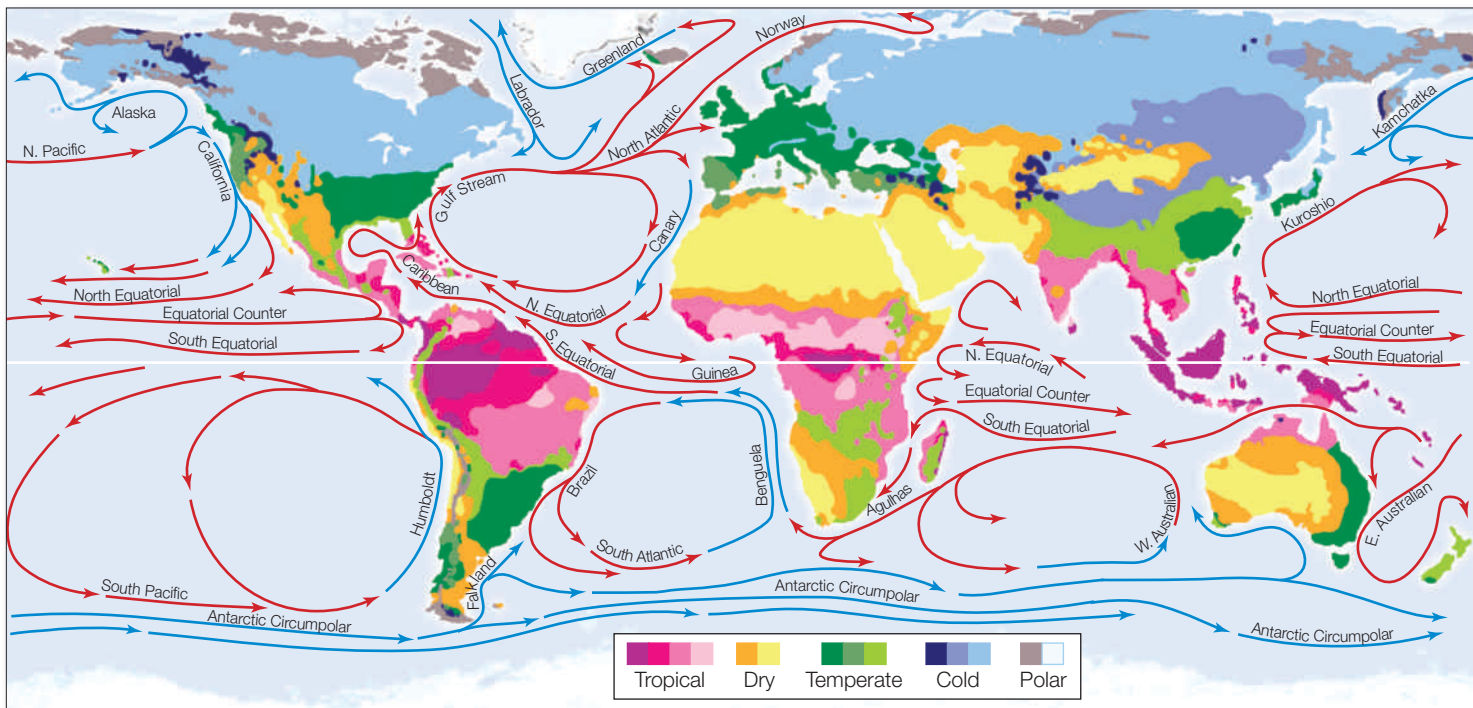 Norway
Greenland
Labrador
Alaska
North Atlantic
Kamchatka
N. Pacific
California
Gulf Stream
Kuroshio
Canary
Caribbean
North Equatorial
N. Equatorial
North Equatorial
Equatorial Counter
Equatorial Counter
South Equatorial
S. Equatorial
N. Equatorial
South Equatorial
Guinea
Equatorial Counter
South Equatorial
Humboldt
Brazil
Benguela
Agulhas
W. Australian
E. Australian
South Atlantic
Falkland
South Pacific
Antarctic Circumpolar
Antarctic Circumpolar
Antarctic Circumpolar
Tropical
Dry
Temperate
Cold
Polar